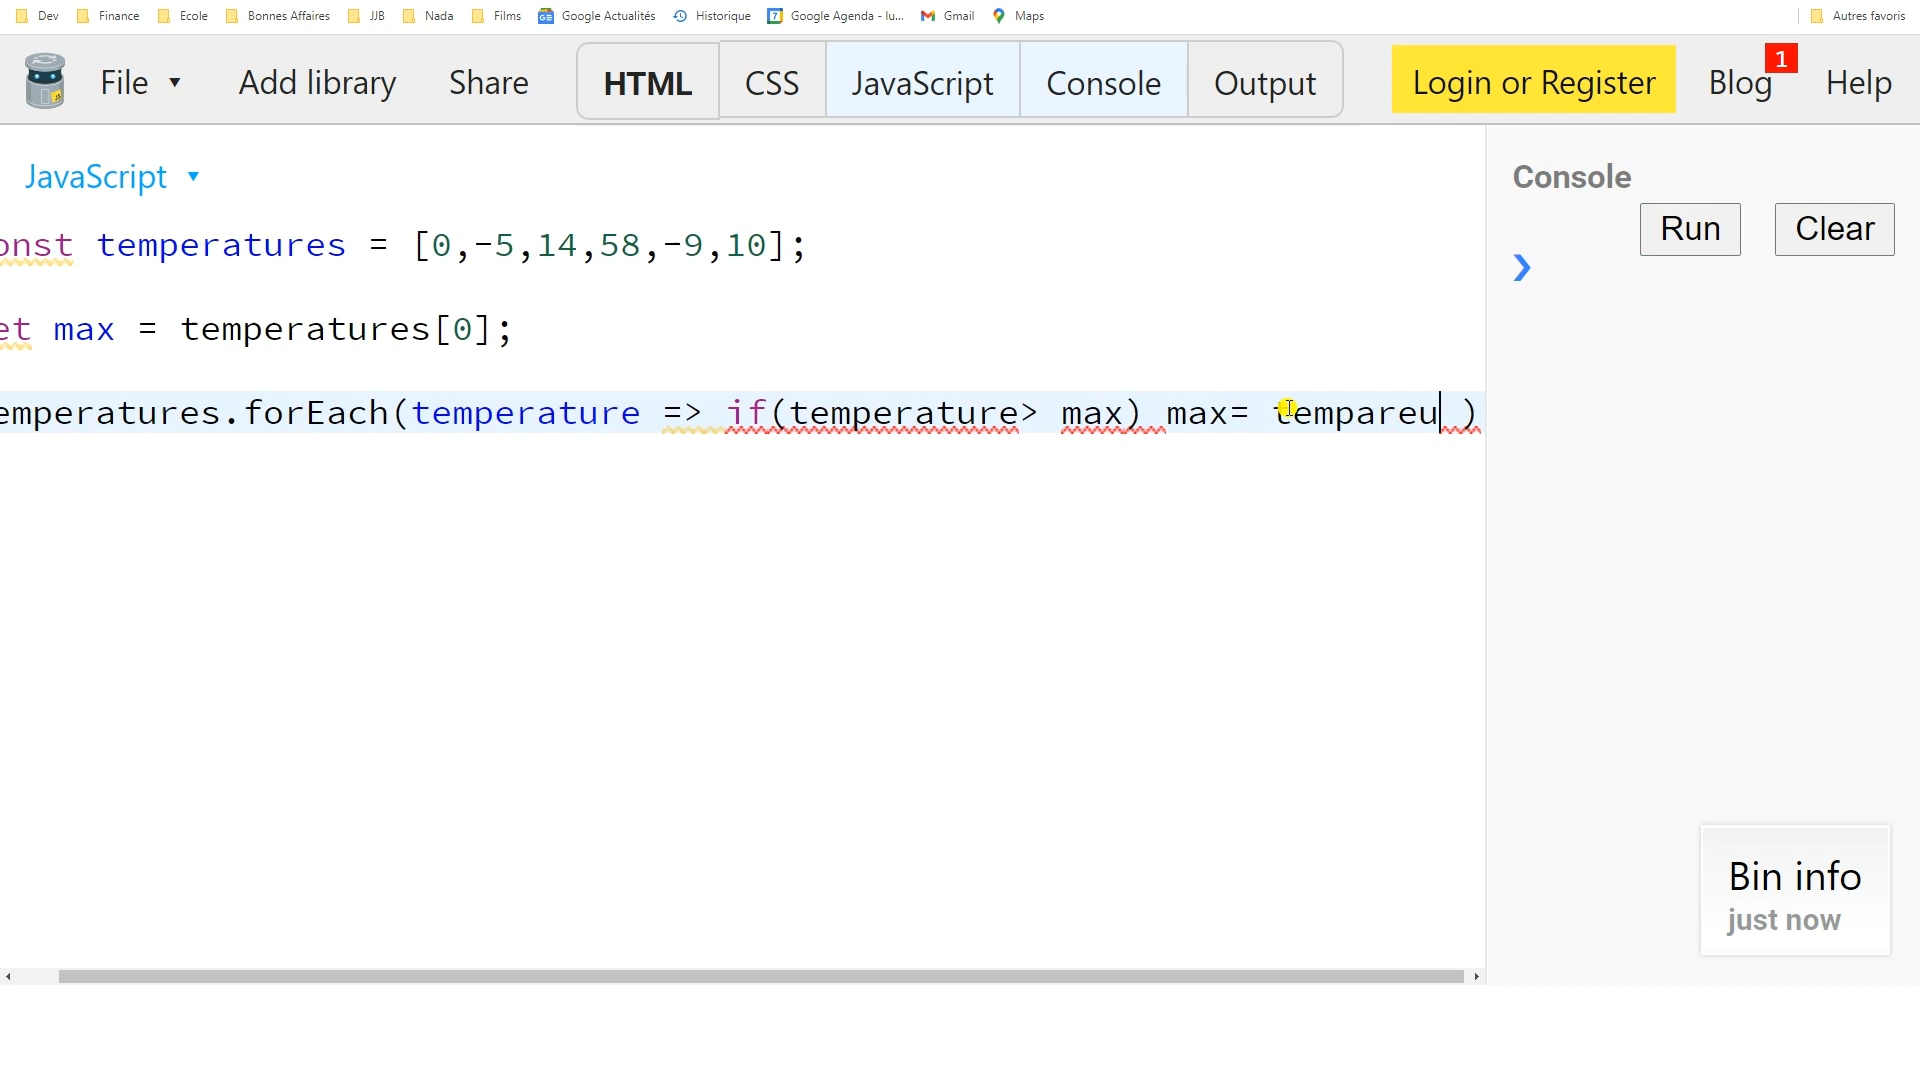 Dev Finance Ecole Bonnes Affaires JJB Nada Films Google Actualités Historique Google Agenda - lu... Gmail Maps Autres favoris
File Add library Share HTML CSS JavaScript Console Output Login or Register Blog 1 Help
JavaScript
Console
Run Clear
onst temperatures = [0,-5,14,58,-9,10];
et max = temperatures[0];
emperatures.forEach(temperature => if(temperature> max) max= tempareu )
Bin info
just now